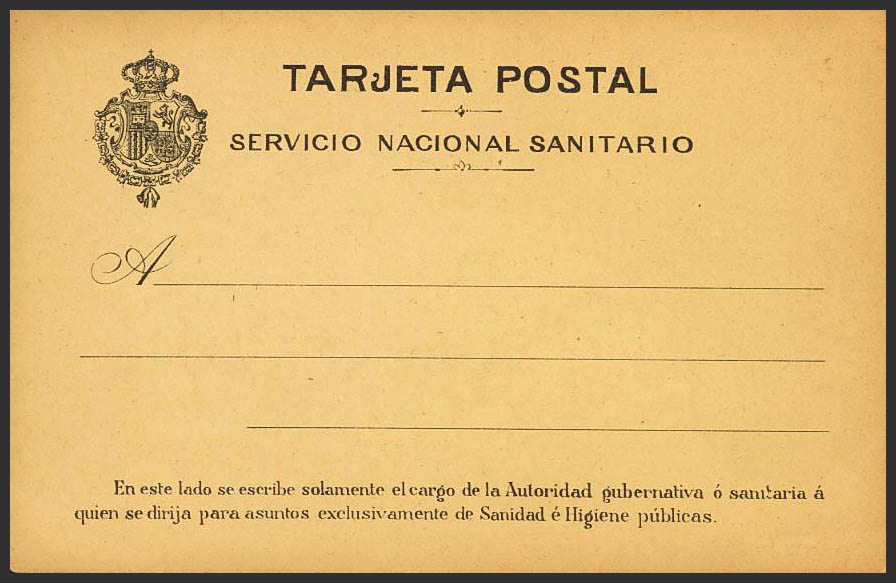 TARJETA POSTAL
SERVICIO NACIONAL SANITARIO
A
En este lado se escribe solamente el cargo de la Autoridad gubernativa ó sanitaria á
quien se dirija para asuntos exclusivamente de Sanidad é Higiene públicas.